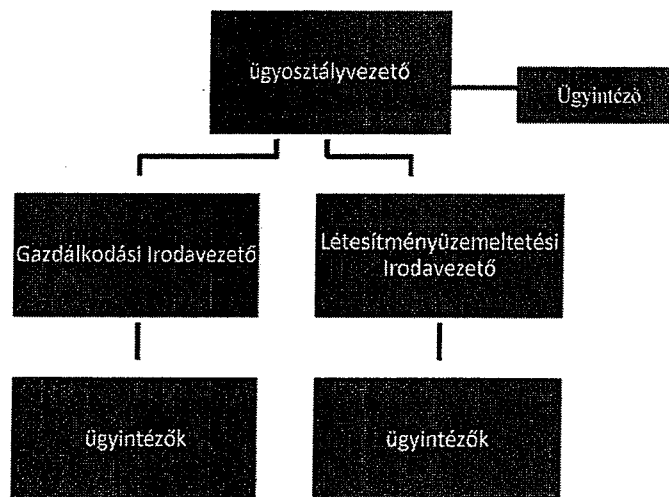 ügyosztályvezető
Ügyintéző
Gazdálkodási Irodavezető
Létesítményüzemeltetési
Irodavezető
ügyintézők
ügyintézők